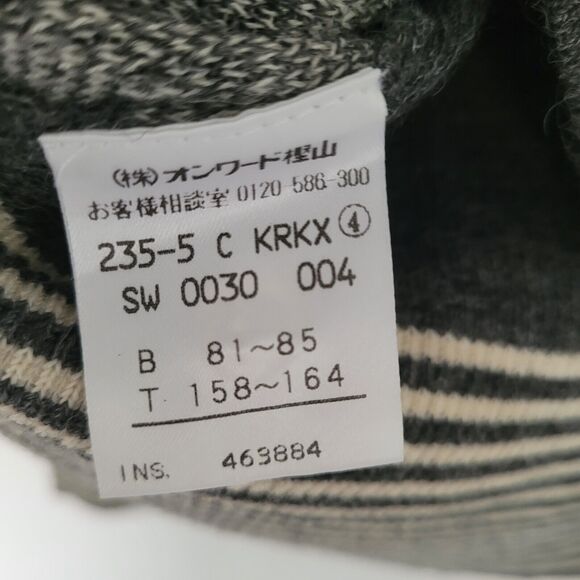 (株)オンワード樫山
お客様相談室 0120-586-300
235-5 C KRKX ④
SW 0030 004
B 81~85
T 158~164
INS. 463884